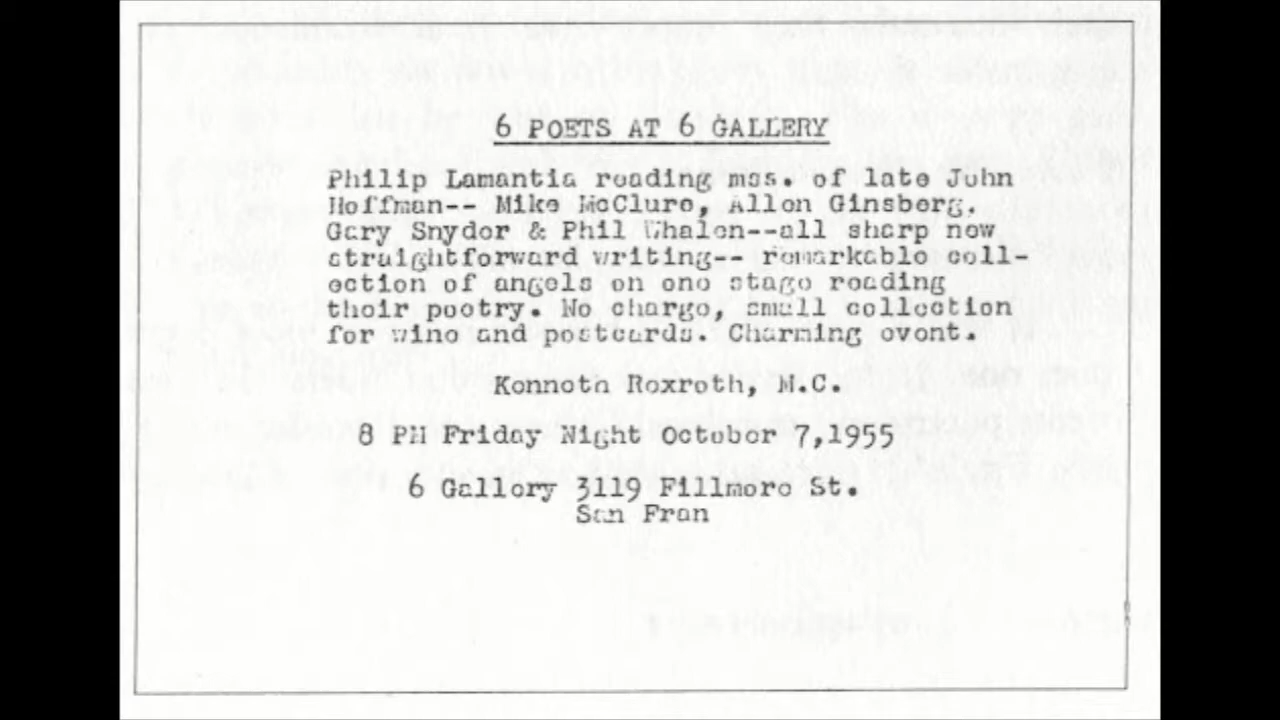 6 POETS AT 6 GALLERY
Philip Lamantia reading mss. of late John
Hoffman-- Mike McClure, Allen Ginsberg,
Gary Snyder & Phil Whalen--all sharp new
straightforward writing-- remarkable coll-
ection of angels on one stage reading
their poetry. No charge, small collection
for wine and postcards. Charming event.
Kenneth Rexroth, M.C.
8 PM Friday Night October 7,1955
6 Gallery 3119 Fillmore St.
San Fran